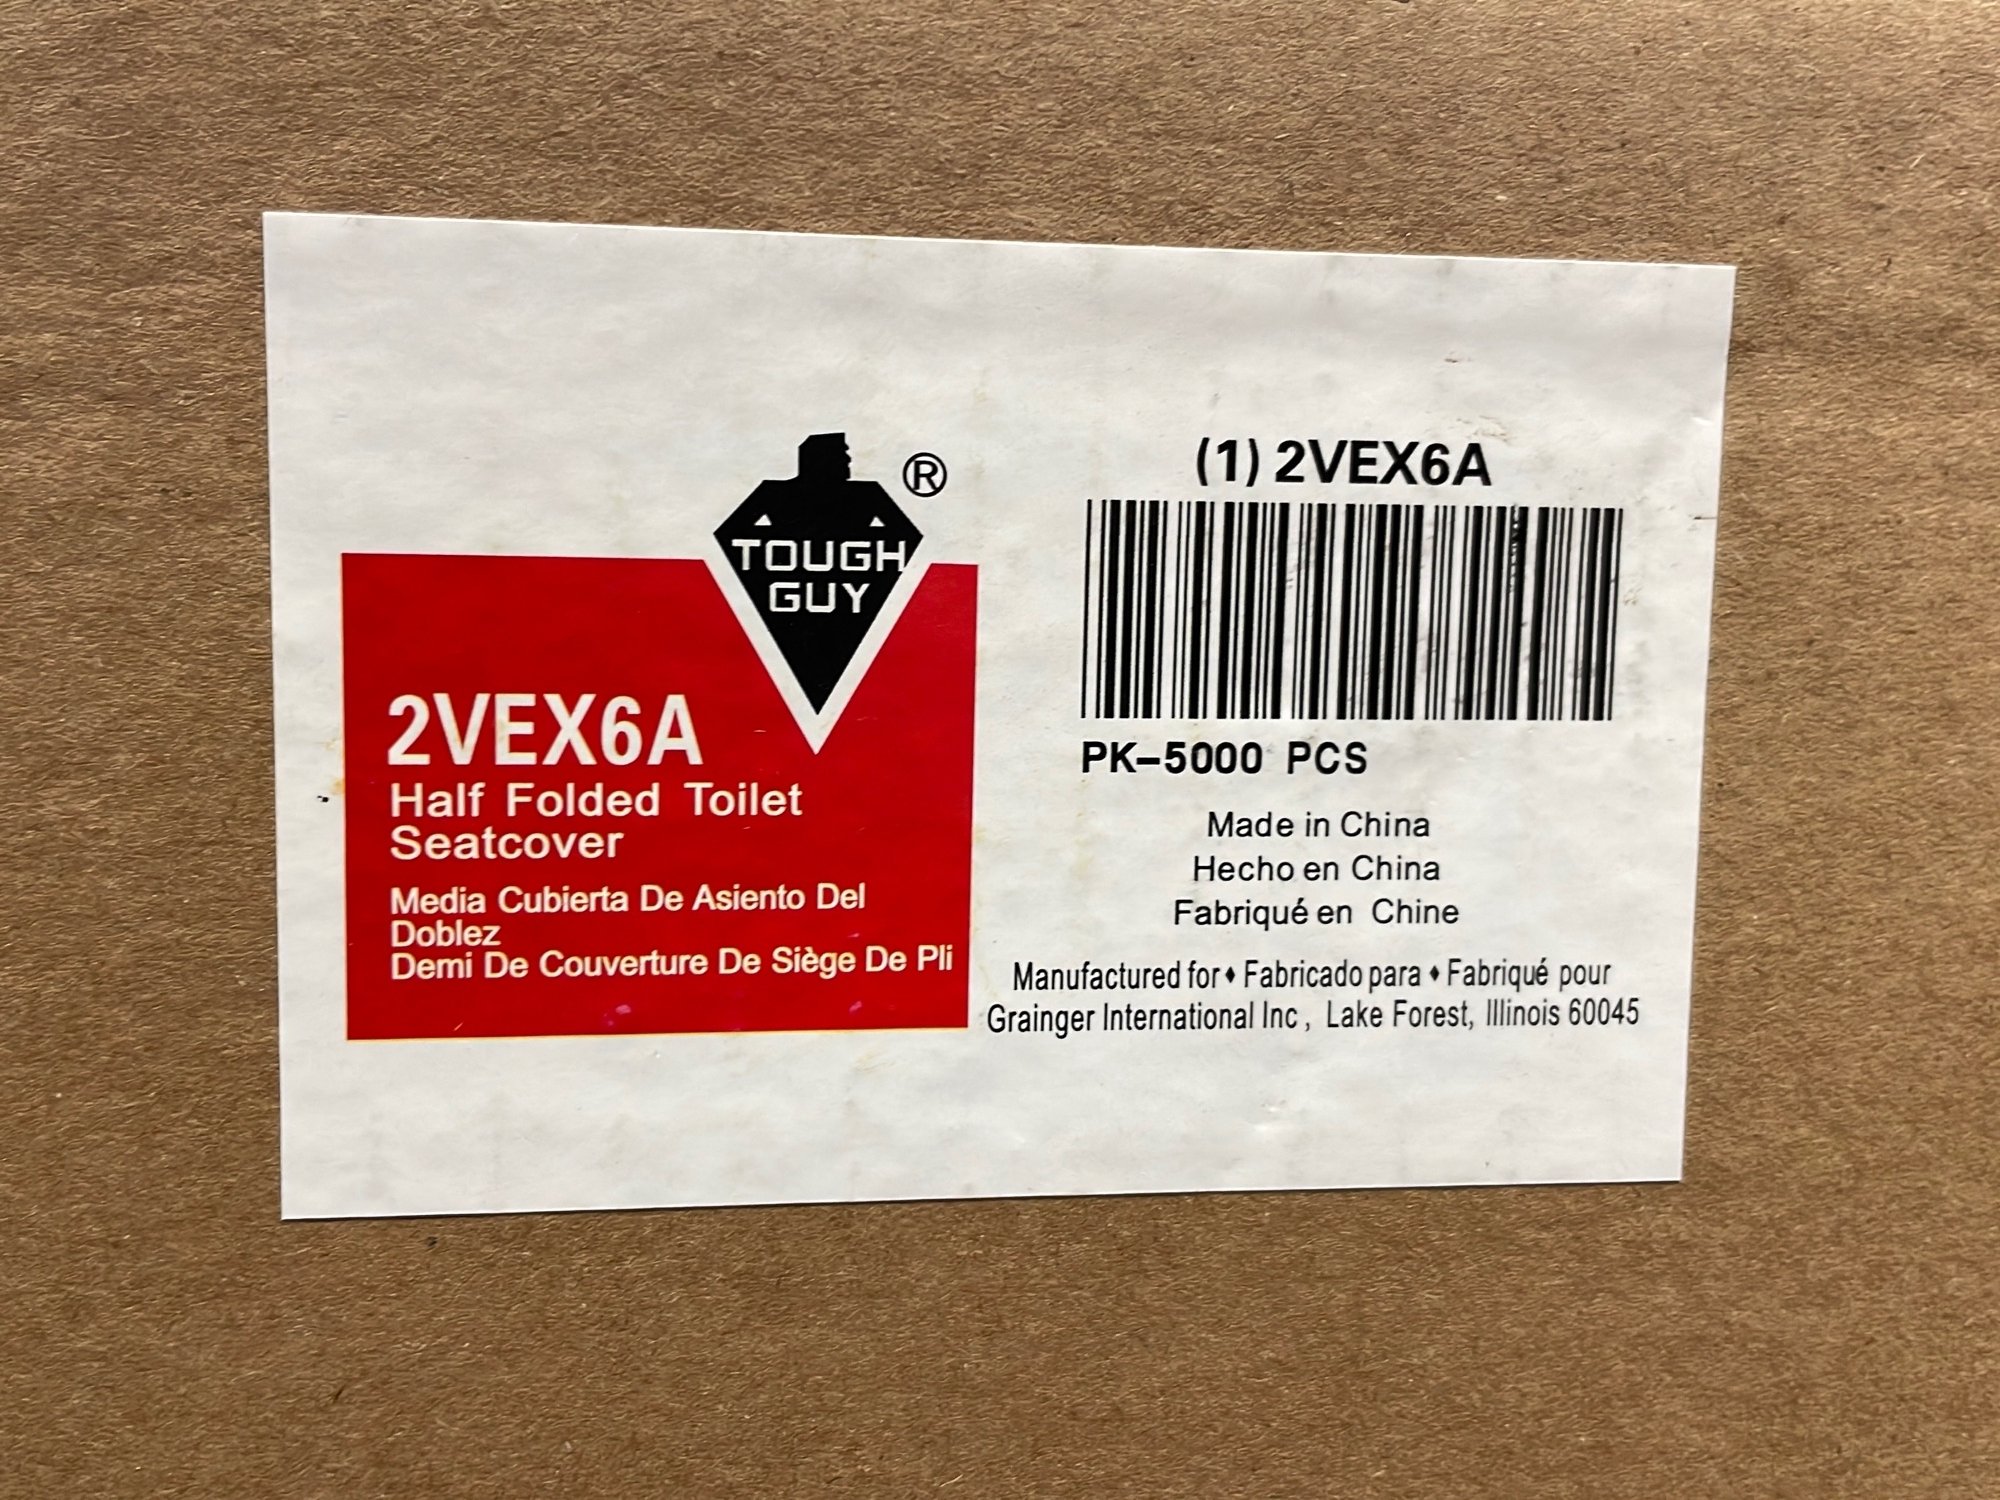 TOUGH
GUY
®
2VEX6A
Half Folded Toilet
Seatcover
Media Cubierta De Asiento Del
Doblez
Demi De Couverture De Siège De Pli
(1) 2VEX6A
PK-5000 PCS
Made in China
Hecho en China
Fabriqué en Chine
Manufactured for♦Fabricado para♦Fabriqué pour
Grainger International Inc , Lake Forest, Illinois 60045